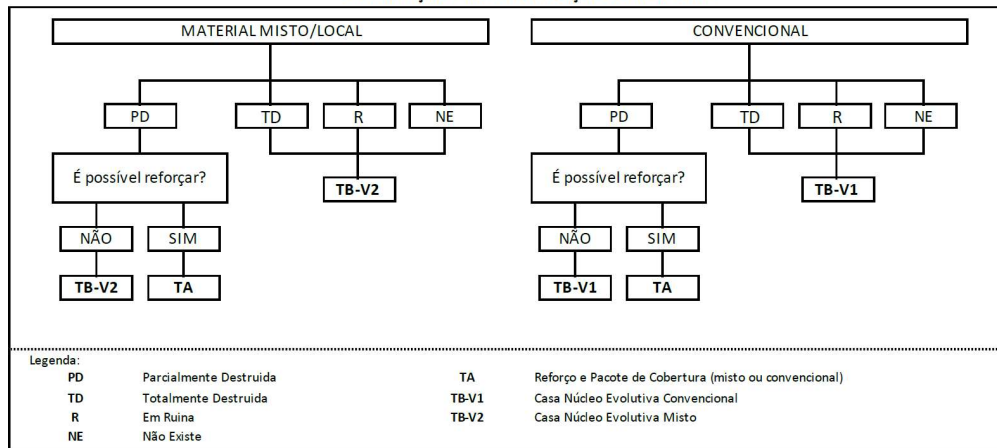 MATERIAL MISTO/LOCAL
CONVENCIONAL
PD
TD
R
NE
PD
TD
R
NE
É possível reforçar?
TB-V2
É possível reforçar?
TB-V1
NÃO
SIM
NÃO
SIM
TB-V2
TA
TB-V1
TA
Legenda:
PD Parcialmente Destruida
TA Reforço e Pacote de Cobertura (misto ou convencional)
TD Totalmente Destruida
TB-V1 Casa Núcleo Evolutiva Convencional
R Em Ruina
TB-V2 Casa Núcleo Evolutiva Misto
NE Não Existe